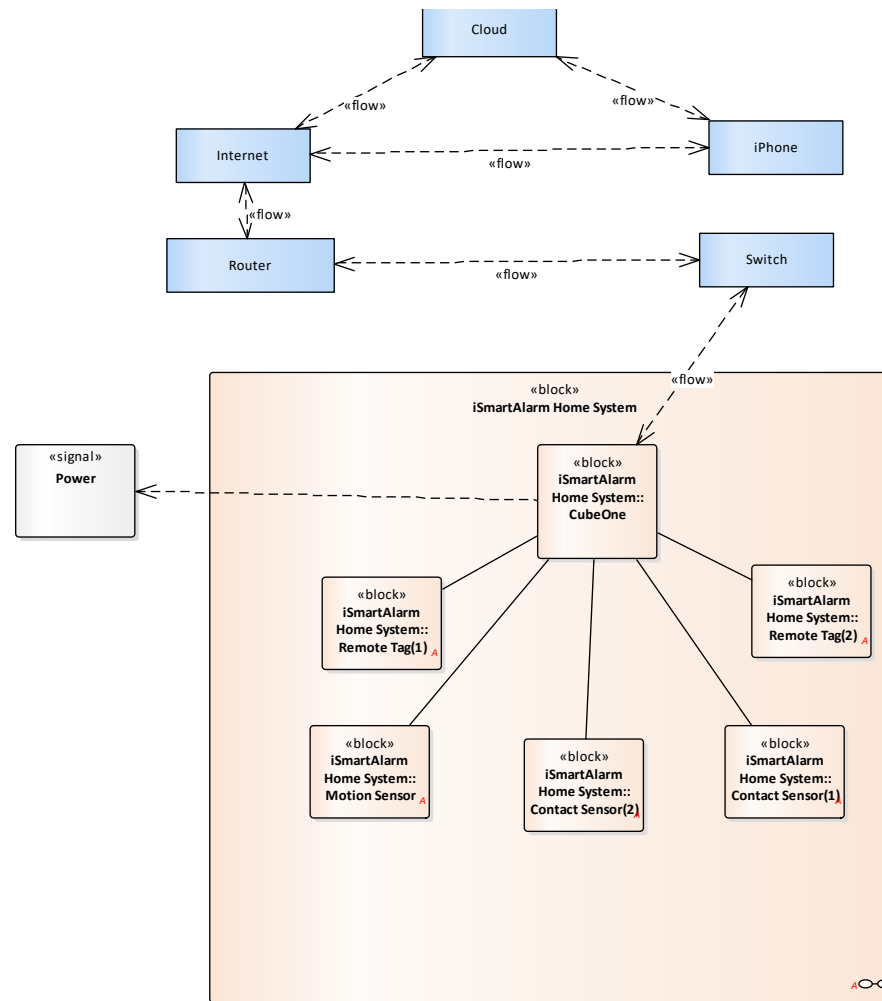 Cloud
«flow»
«flow»
Internet
iPhone
«flow»
«flow»
Router
Switch
«flow»
«flow»
«block»
iSmartAlarm Home System
«signal»
Power
«block»
iSmartAlarm
Home System::
CubeOne
«block»
iSmartAlarm
Home System::
Remote Tag(1)
A
«block»
iSmartAlarm
Home System::
Remote Tag(2)
A
«block»
iSmartAlarm
Home System::
Motion Sensor
A
«block»
iSmartAlarm
Home System::
Contact Sensor(2)
A
«block»
iSmartAlarm
Home System::
Contact Sensor(1)
A
A